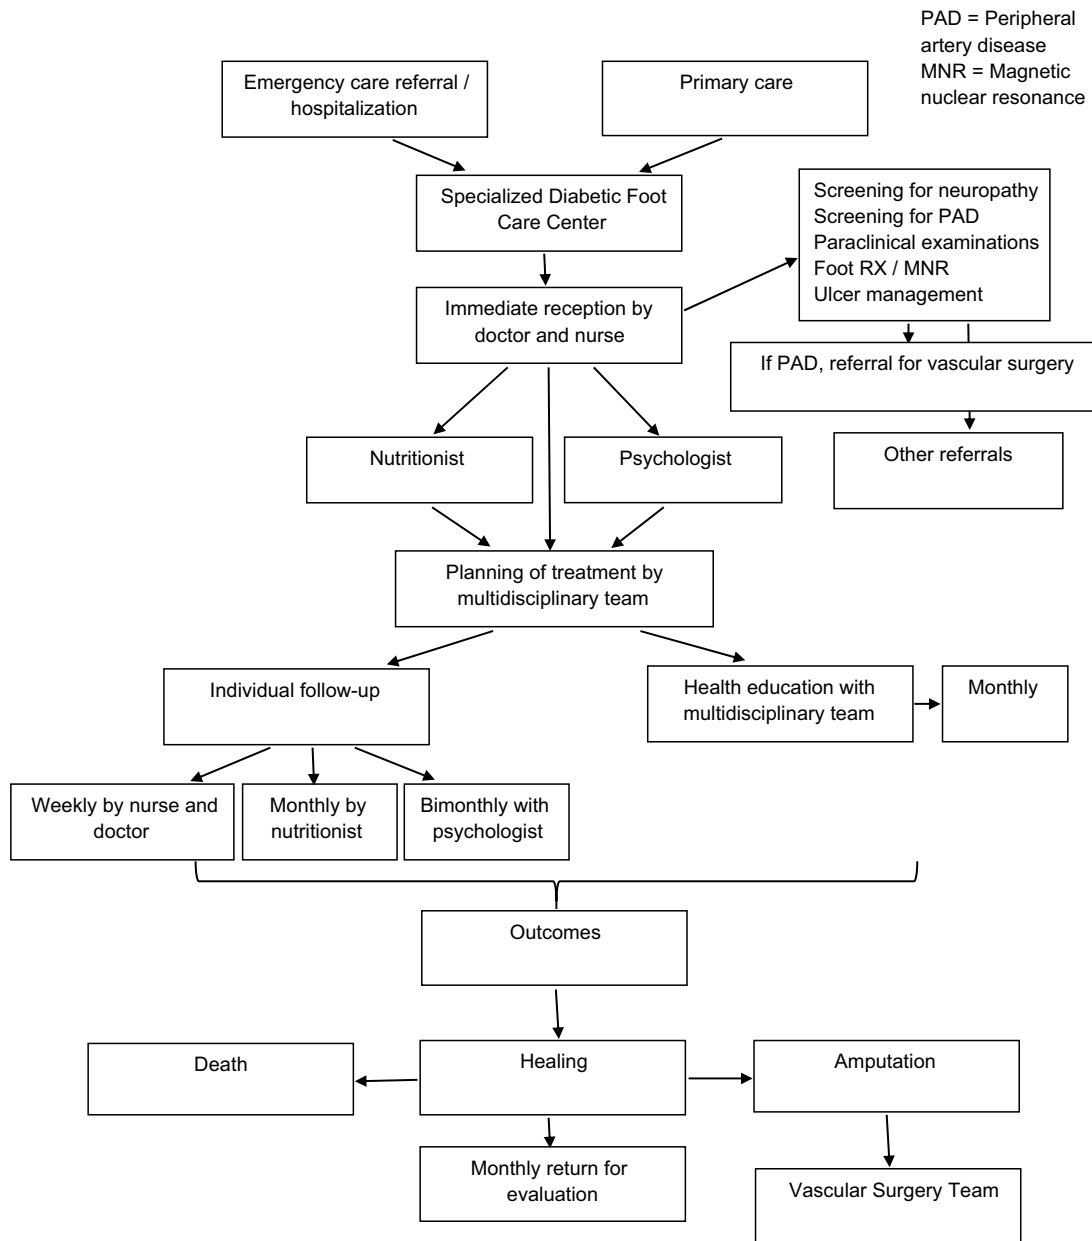 PAD = Peripheral
artery disease
MNR = Magnetic
nuclear resonance
Emergency care referral /
hospitalization
Primary care
Specialized Diabetic Foot
Care Center
Screening for neuropathy
Screening for PAD
Paraclinical examinations
Foot RX / MNR
Ulcer management
Immediate reception by
doctor and nurse
If PAD, referral for vascular surgery
Nutritionist
Psychologist
Other referrals
Planning of treatment by
multidisciplinary team
Individual follow-up
Health education with
multidisciplinary team
Monthly
Weekly by nurse and
doctor
Monthly by
nutritionist
Bimonthly with
psychologist
Outcomes
Death
Healing
Amputation
Monthly return for
evaluation
Vascular Surgery Team